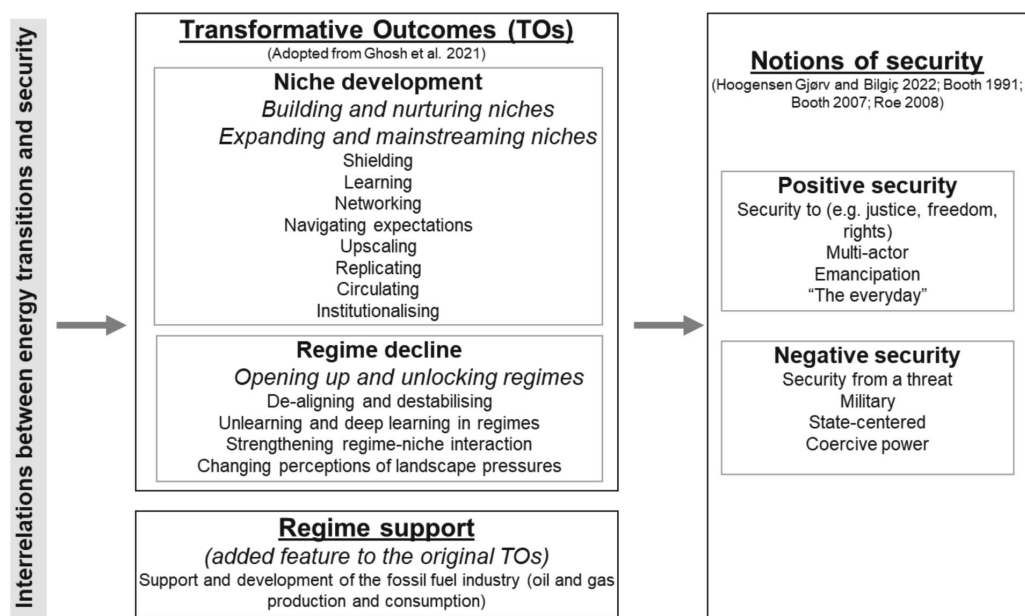 Interrelations between energy transitions and security
Transformative Outcomes (TOs)
(Adopted from Ghosh et al. 2021)
Niche development
Building and nurturing niches
Expanding and mainstreaming niches
Shielding
Learning
Networking
Navigating expectations
Upscaling
Replicating
Circulating
Institutionalising
Regime decline
Opening up and unlocking regimes
De-aligning and destabilising
Unlearning and deep learning in regimes
Strengthening regime-niche interaction
Changing perceptions of landscape pressures
Regime support
(added feature to the original TOs)
Support and development of the fossil fuel industry (oil and gas
production and consumption)
Notions of security
(Hoogensen Gjørv and Bilgiç 2022; Booth 1991;
Booth 2007; Roe 2008)
Positive security
Security to (e.g. justice, freedom,
rights)
Multi-actor
Emancipation
“The everyday”
Negative security
Security from a threat
Military
State-centered
Coercive power